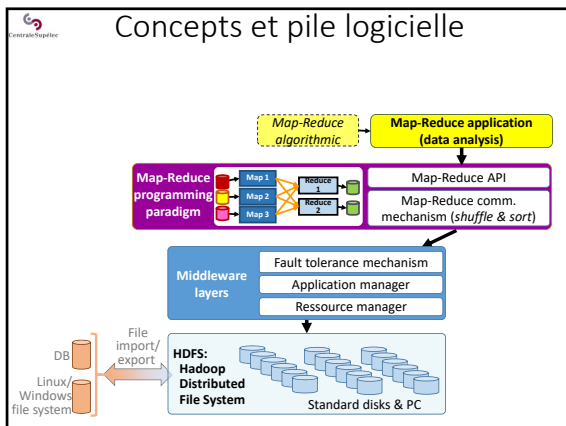 CentraleSupélec
Concepts et pile logicielle
Map-Reduce
algorithmic
Map-Reduce application
(data analysis)
Map-Reduce
programming
paradigm
Map 1
Map 2
Map 3
Reduce
1
Reduce
2
Map-Reduce API
Map-Reduce comm.
mechanism (shuffle & sort)
Middleware
layers
Fault tolerance mechanism
Application manager
Ressource manager
File
import/
export
DB
Linux/
Windows
file system
HDFS:
Hadoop
Distributed
File System
Standard disks & PC